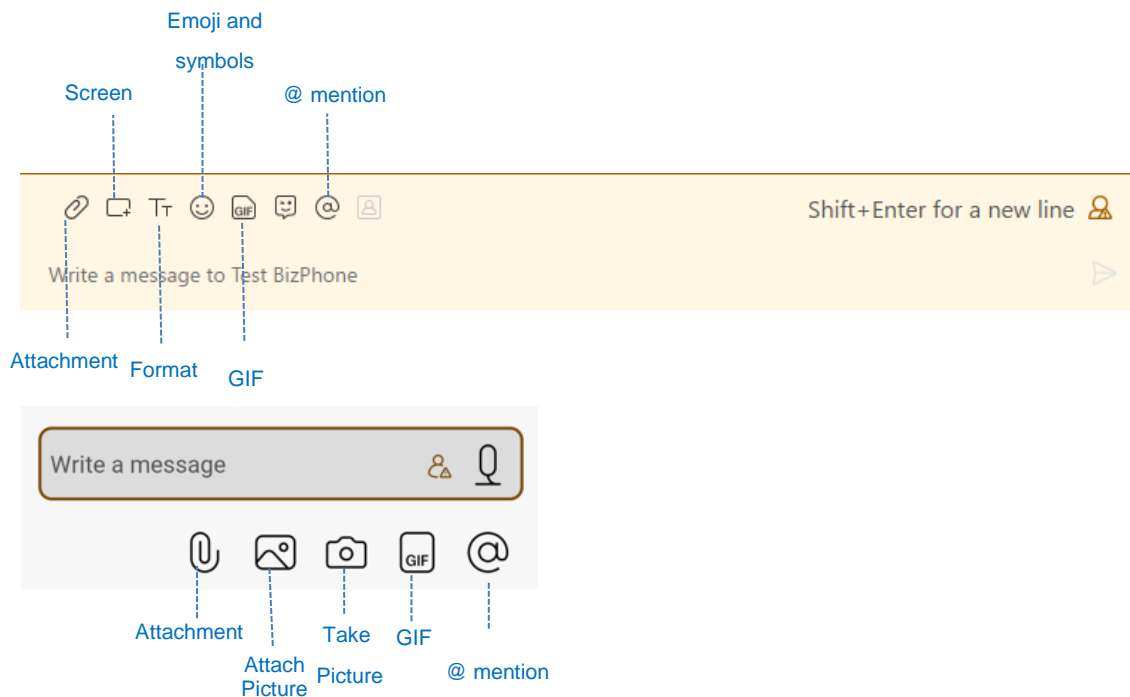 Emoji and
symbols
Screen
@ mention
GIF
Shift+Enter for a new line
Write a message to Test BizPhone
Attachment
Format
GIF
Write a message
GIF
Attachment
Take
GIF
Attach
Picture
@ mention
Picture